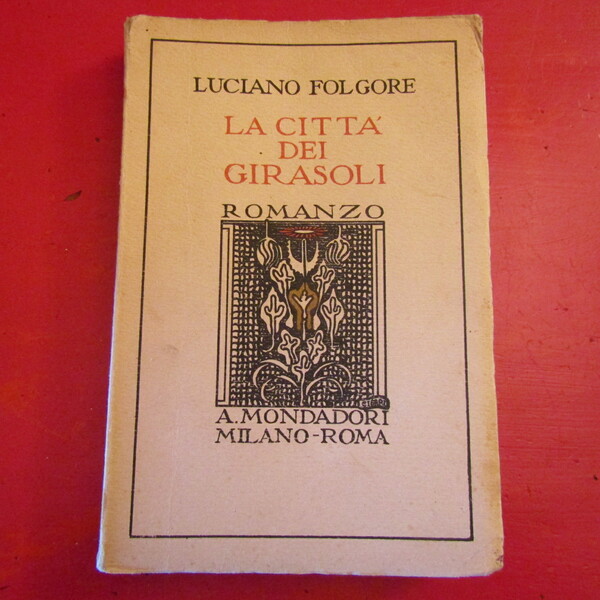 LUCIANO FOLGORE
LA CITTA'
DEI
GIRASOLI
ROMANZO
A. MONDADORI
MILANO-ROMA